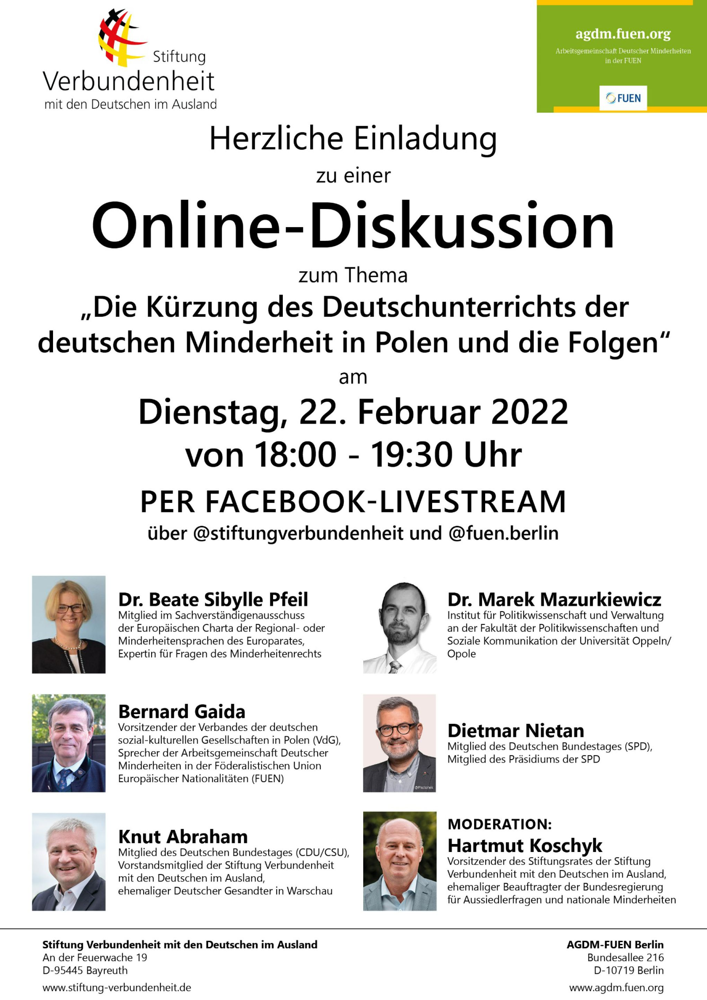 Stiftung
Verbundenheit
mit den Deutschen im Ausland
agdm.fuen.org
Arbeitsgemeinschaft Deutscher Minderheiten
in der FUEN
FUEN
Herzliche Einladung
zu einer
Online-Diskussion
zum Thema
„Die Kürzung des Deutschunterrichts der
deutschen Minderheit in Polen und die Folgen“
am
Dienstag, 22. Februar 2022
von 18:00 - 19:30 Uhr
PER FACEBOOK-LIVESTREAM
über @stiftungverbundenheit und @fuen.berlin
Dr. Beate Sibylle Pfeil
Mitglied im Sachverständigenausschuss
der Europäischen Charta der Regional- oder
Minderheitensprachen des Europarates,
Expertin für Fragen des Minderheitenrechts
Dr. Marek Mazurkiewicz
Institut für Politikwissenschaft und Verwaltung
an der Fakultät der Politikwissenschaften und
Soziale Kommunikation der Universität Oppeln/
Opole
Bernard Gaida
Vorsitzender der Verbandes der deutschen
sozial-kulturellen Gesellschaften in Polen (VdG),
Sprecher der Arbeitsgemeinschaft Deutscher
Minderheiten in der Föderalistischen Union
Europäischer Nationalitäten (FUEN)
@Photothek
Dietmar Nietan
Mitglied des Deutschen Bundestages (SPD),
Mitglied des Präsidiums der SPD
Knut Abraham
Mitglied des Deutschen Bundestages (CDU/CSU),
Vorstandsmitglied der Stiftung Verbundenheit
mit den Deutschen im Ausland,
ehemaliger Deutscher Gesandter in Warschau
MODERATION:
Hartmut Koschyk
Vorsitzender des Stiftungsrates der Stiftung
Verbundenheit mit den Deutschen im Ausland,
ehemaliger Beauftragter der Bundesregierung
für Aussiedlerfragen und nationale Minderheiten
Stiftung Verbundenheit mit den Deutschen im Ausland
An der Feuerwache 19
D-95445 Bayreuth
www.stiftung-verbundenheit.de
AGDM-FUEN Berlin
Bundesallee 216
D-10719 Berlin
www.agdm.fuen.org